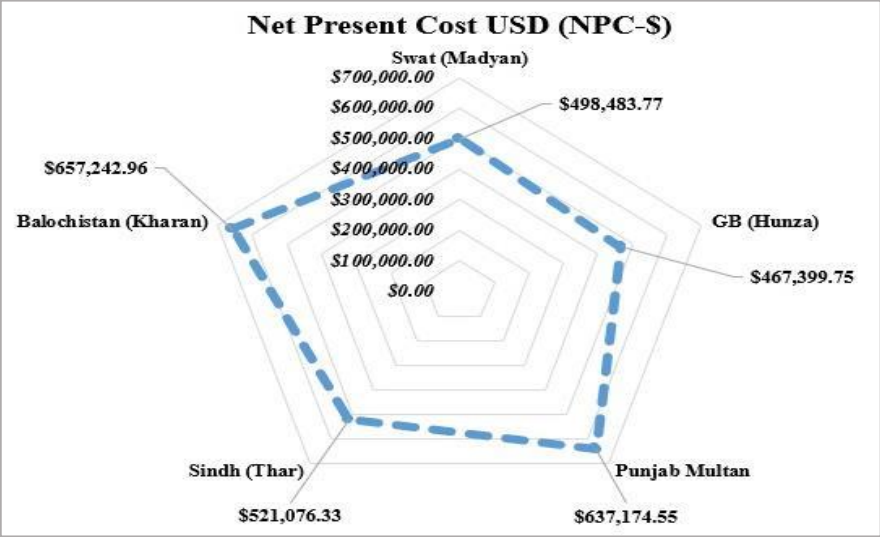 Net Present Cost USD (NPC-$)
Swat (Madyan)
$700,000.00
$600,000.00
$498,483.77
$500,000.00
$400,000.00
$657,242.96
$300,000.00
Balochistan (Kharan)
GB (Hunza)
$200,000.00
$100,000.00
$467,399.75
$0.00
Sindh (Thar)
Punjab Multan
$521,076.33
$637,174.55